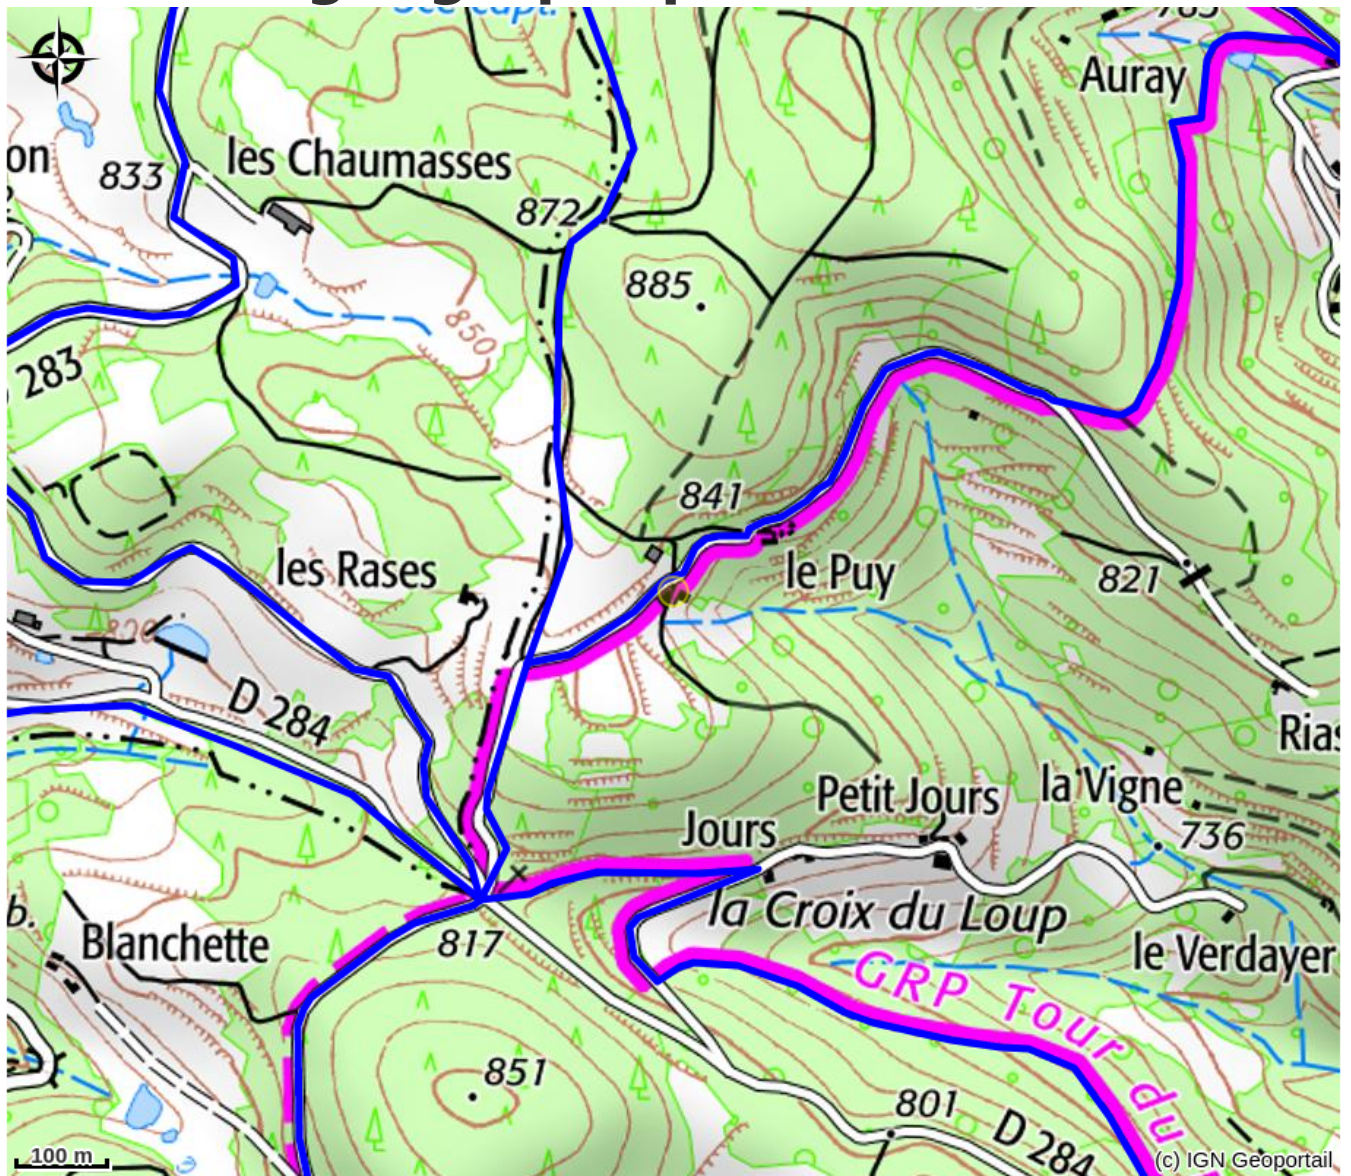 Auray
on
833
les Chaumasses
872
885
850
283
841
les Rases
le Puy
821
D 284
Rias
Petit Jours
la Vigne
Jours
736
b.
Blanchette
817
la Croix du Loup
le Verdayer
GRP Tour du
851
801
D 284
100 m
(c) IGN Geoportail